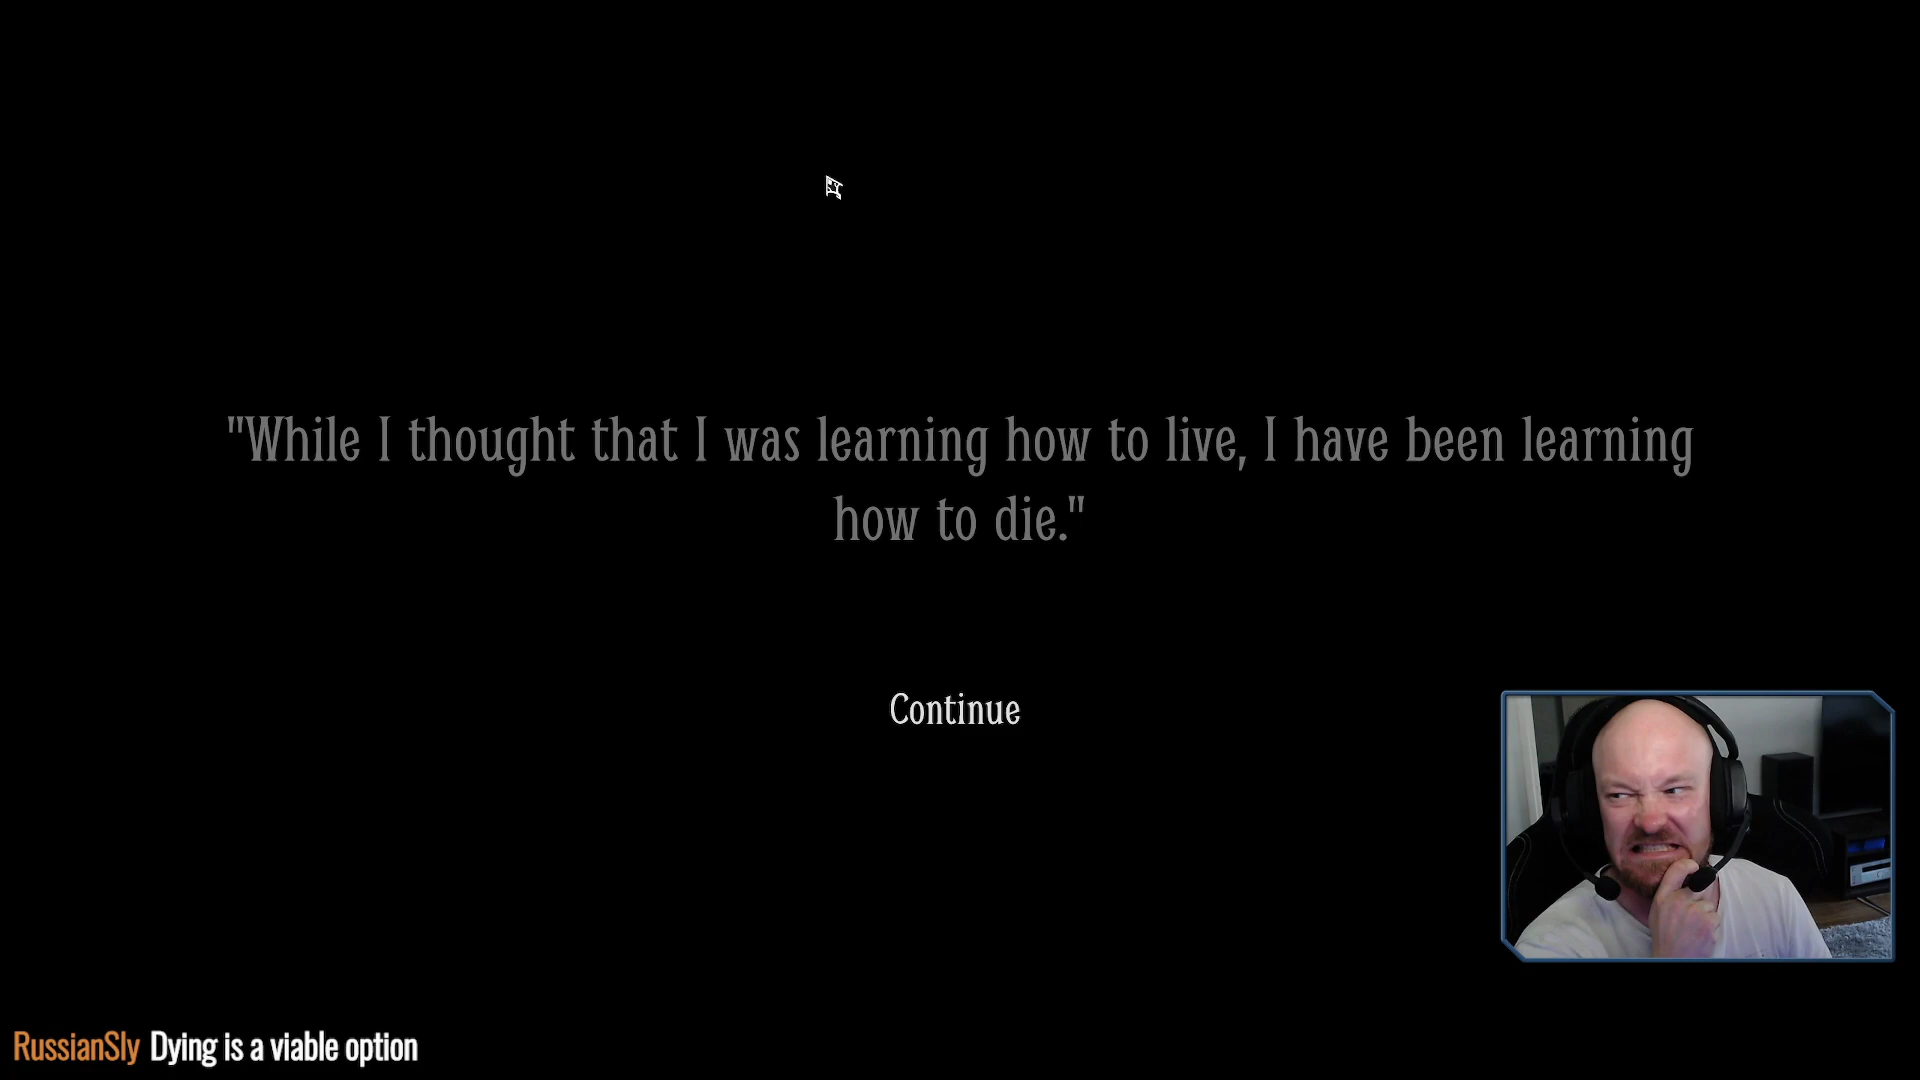 "While I thought that I was learning how to live, I have been learning
how to die."
Continue
RussianSly Dying is a viable option